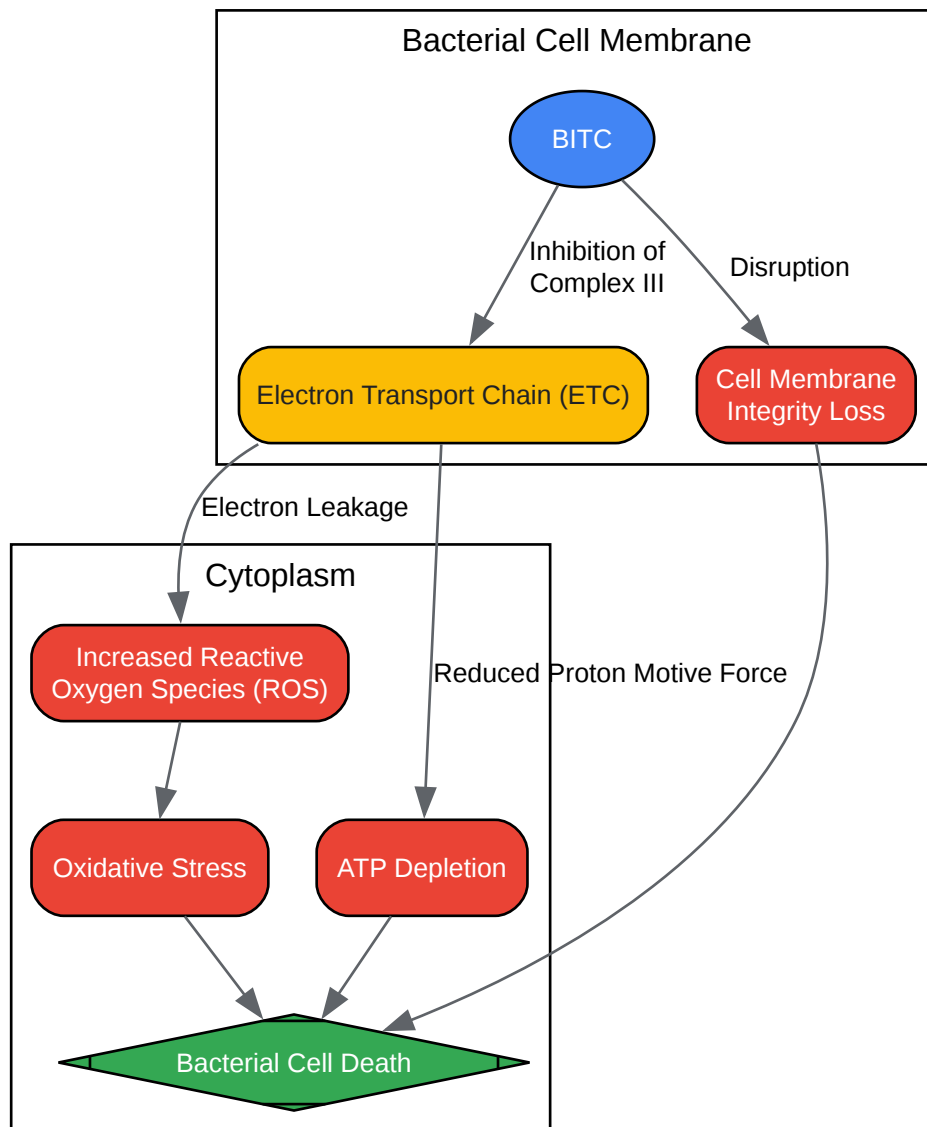 Bacterial Cell Membrane
BITC
Inhibition of
Complex III
Disruption
Electron Transport Chain (ETC)
Cell Membrane
Integrity Loss
Electron Leakage
Cytoplasm
Increased Reactive
Oxygen Species (ROS)
Reduced Proton Motive Force
Oxidative Stress
ATP Depletion
Bacterial Cell Death